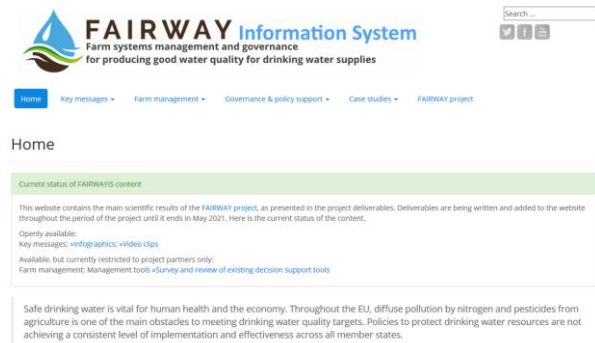 Search ...
FAIRWAY Information System
Farm systems management and governance
for producing good water quality for drinking water supplies
Home Key messages Farm management Governance & policy support Case studies FAIRWAY project
Home
Current status of FAIRWAYiS content
This website contains the main scientific results of the FAIRWAY project, as presented in the project deliverables. Deliverables are being written and added to the website
throughout the period of the project until it ends in May 2021. Here is the current status of the content.
Openly available:
Key messages: »Infographics; »Video clips
Available, but currently restricted to project partners only:
Farm management: Management tools »Survey and review of existing decision support tools
Safe drinking water is vital for human health and the economy. Throughout the EU, diffuse pollution by nitrogen and pesticides from
agriculture is one of the main obstacles to meeting drinking water quality targets. Policies to protect drinking water resources are not
achieving a consistent level of implementation and effectiveness across all member states.